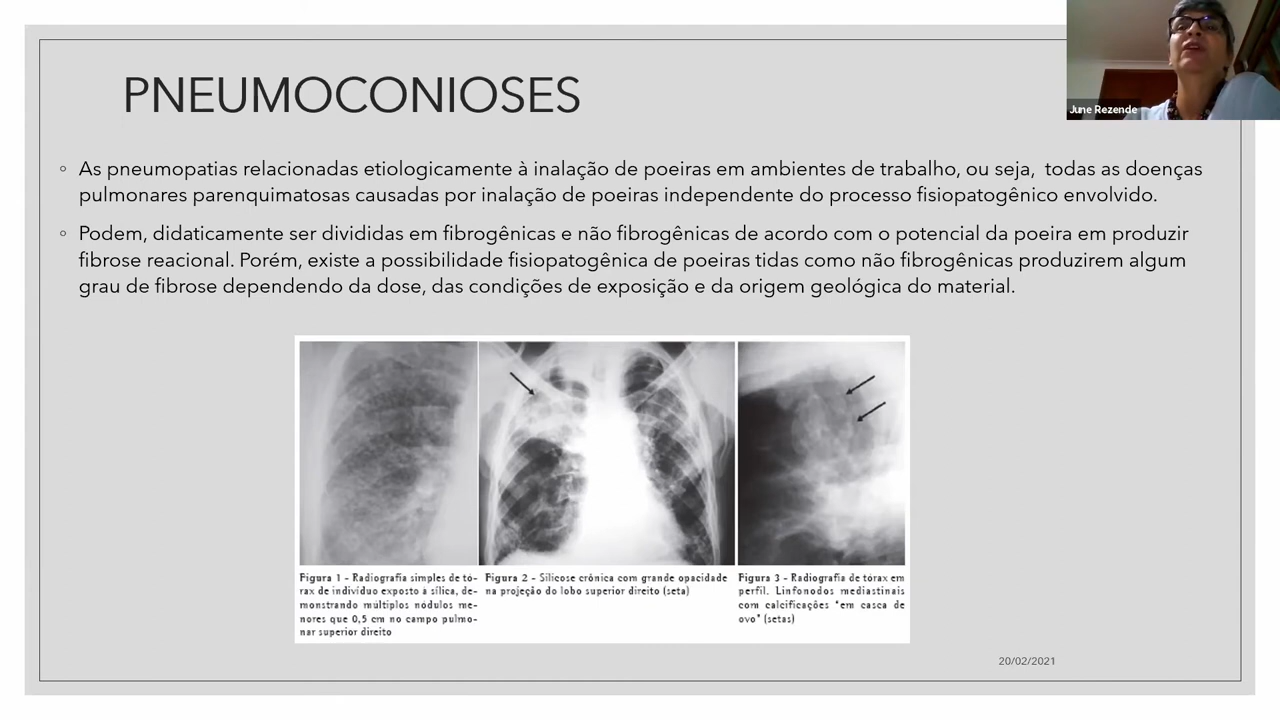 PNEUMOCONIOSES
June Rezende
◦ As pneumopatias relacionadas etiologicamente à inalação de poeiras em ambientes de trabalho, ou seja, todas as doenças
pulmonares parenquimatosas causadas por inalação de poeiras independente do processo fisiopatogênico envolvido.
◦ Podem, didaticamente ser divididas em fibrogênicas e não fibrogênicas de acordo com o potencial da poeira em produzir
fibrose reacional. Porém, existe a possibilidade fisiopatogênica de poeiras tidas como não fibrogênicas produzirem algum
grau de fibrose dependendo da dose, das condições de exposição e da origem geológica do material.
Figura 1 - Radiografia simples de tó-
rax de indivíduo exposto à sílica, de-
monstrando múltiplos nódulos me-
nores que 0,5 cm no campo pulmo-
nar superior direito
Figura 2 - Silicose crônica com grande opacidade
na projeção do lobo superior direito (seta)
Figura 3 - Radiografia de tórax em
perfil. Linfonodos mediastinais
com calcificações "em casca de
ovo" (setas)
20/02/2021